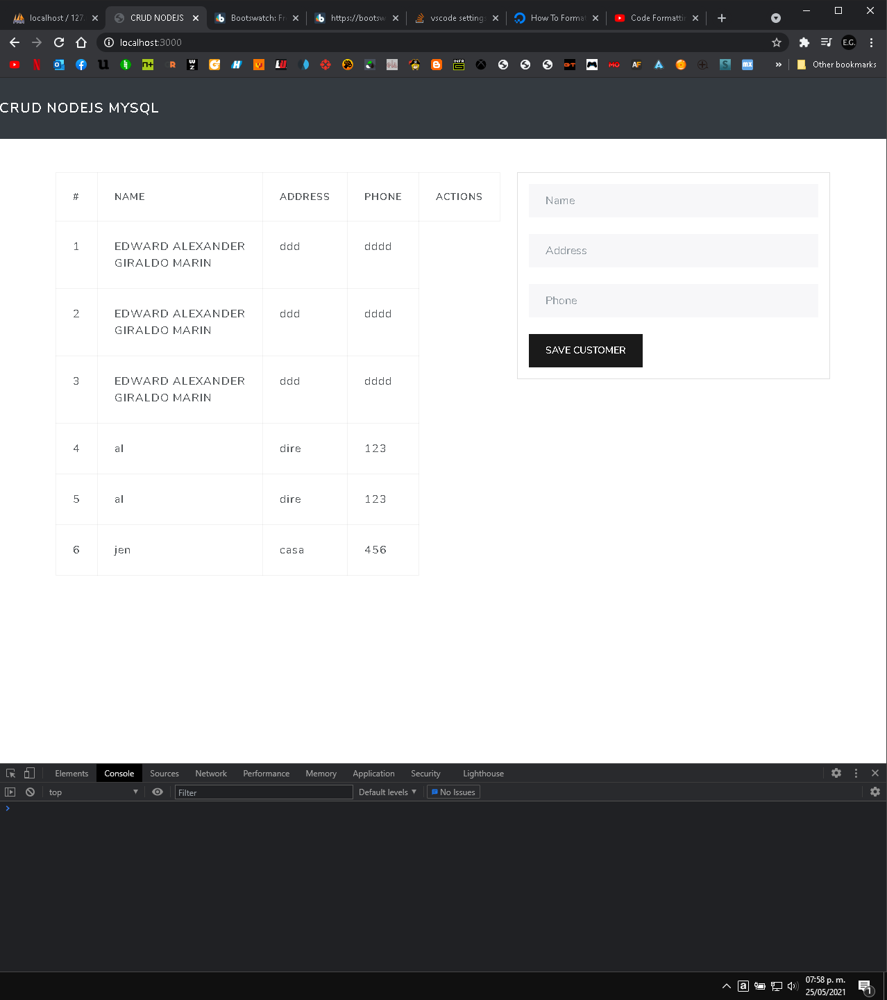 localhost / 127.
CRUD NODEJS
Bootswatch: Fr
https://bootsw
vscode settings
How To Format
Code Formattin
localhost:3000
E.G.
Other bookmarks
CRUD NODEJS MYSQL
# NAME ADDRESS PHONE ACTIONS
1 EDWARD ALEXANDER GIRALDO MARIN ddd dddd
2 EDWARD ALEXANDER GIRALDO MARIN ddd dddd
3 EDWARD ALEXANDER GIRALDO MARIN ddd dddd
4 al dire 123
5 al dire 123
6 jen casa 456
Name
Address
Phone
SAVE CUSTOMER
Elements Console Sources Network Performance Memory Application Security Lighthouse
top Filter Default levels No Issues
07:58 p. m.
25/05/2021
1